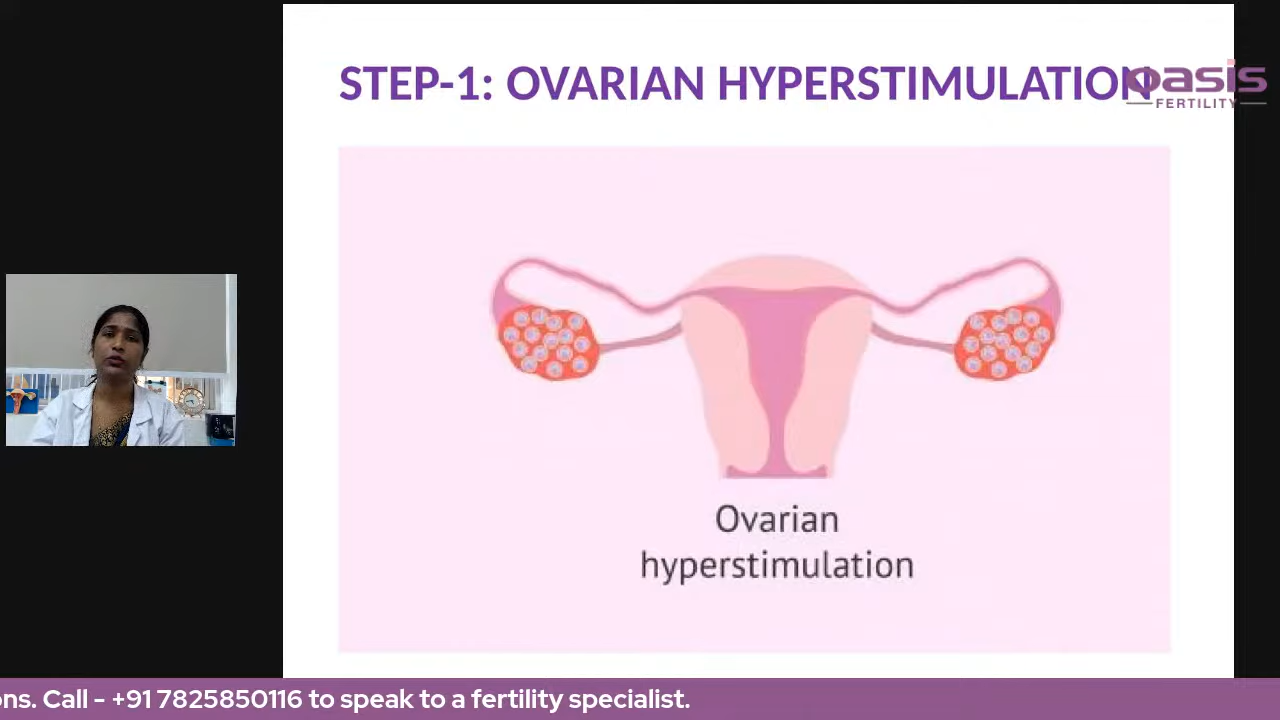 STEP-1: OVARIAN HYPERSTIMULATION
oasis
FERTILITY
Ovarian
hyperstimulation
ons. Call - +91 7825850116 to speak to a fertility specialist.